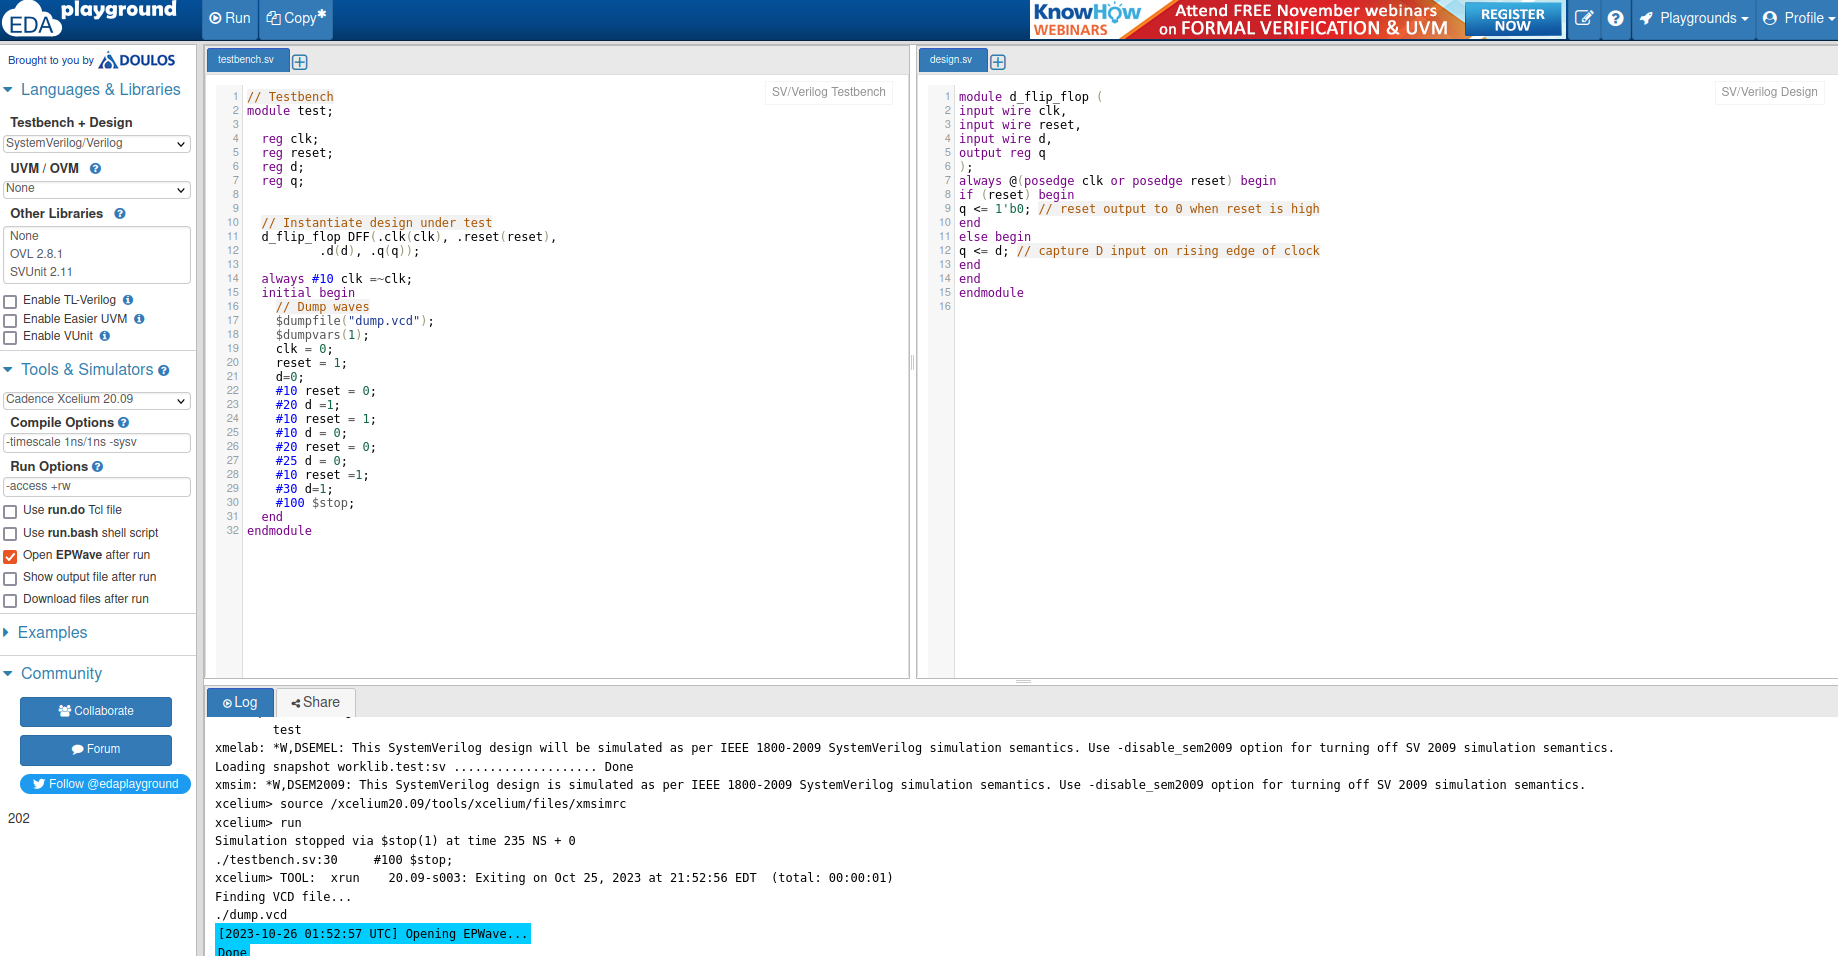 EDA playground
Run
Copy*
KnowHow
WEBINARS
Attend FREE November webinars
on FORMAL VERIFICATION & UVM
REGISTER
NOW
Playgrounds
Profile
Brought to you by DOULOS
Languages & Libraries
Testbench + Design
SystemVerilog/Verilog
UVM / OVM
None
Other Libraries
None
OVL 2.8.1
SVUnit 2.11
Enable TL-Verilog
Enable Easier UVM
Enable VUnit
Tools & Simulators
Cadence Xcelium 20.09
Compile Options
-timescale 1ns/1ns -sysv
Run Options
-access +rw
Use run.do Tcl file
Use run.bash shell script
Open EPWave after run
Show output file after run
Download files after run
Examples
Community
Collaborate
Forum
Follow @edaplayground
202
testbench.sv
SV/Verilog Testbench
1 // Testbench
2 module test;
3
4 reg clk;
5 reg reset;
6 reg d;
7 reg q;
8
9
10 // Instantiate design under test
11 d_flip_flop DFF(.clk(clk), .reset(reset),
12 .d(d), .q(q));
13
14 always #10 clk =~clk;
15 initial begin
16 // Dump waves
17 $dumpfile("dump.vcd");
18 $dumpvars(1);
19 clk = 0;
20 reset = 1;
21 d=0;
22 #10 reset = 0;
23 #20 d =1;
24 #10 reset = 1;
25 #10 d = 0;
26 #20 reset = 0;
27 #25 d = 0;
28 #10 reset =1;
29 #30 d=1;
30 #100 $stop;
31 end
32 endmodule
design.sv
SV/Verilog Design
1 module d_flip_flop (
2 input wire clk,
3 input wire reset,
4 input wire d,
5 output reg q
6 );
7 always @(posedge clk or posedge reset) begin
8 if (reset) begin
9 q <= 1'b0; // reset output to 0 when reset is high
10 end
11 else begin
12 q <= d; // capture D input on rising edge of clock
13 end
14 end
15 endmodule
16
Log
Share
test
xmelab: *W,DSEMEL: This SystemVerilog design will be simulated as per IEEE 1800-2009 SystemVerilog simulation semantics. Use -disable_sem2009 option for turning off SV 2009 simulation semantics.
Loading snapshot worklib.test:sv .................... Done
xmsim: *W,DSEM2009: This SystemVerilog design is simulated as per IEEE 1800-2009 SystemVerilog simulation semantics. Use -disable_sem2009 option for turning off SV 2009 simulation semantics.
xcelium> source /xcelium20.09/tools/xcelium/files/xmsimrc
xcelium> run
Simulation stopped via $stop(1) at time 235 NS + 0
./testbench.sv:30 #100 $stop;
xcelium> TOOL: xrun 20.09-s003: Exiting on Oct 25, 2023 at 21:52:56 EDT (total: 00:00:01)
Finding VCD file...
./dump.vcd
[2023-10-26 01:52:57 UTC] Opening EPWave...
Done